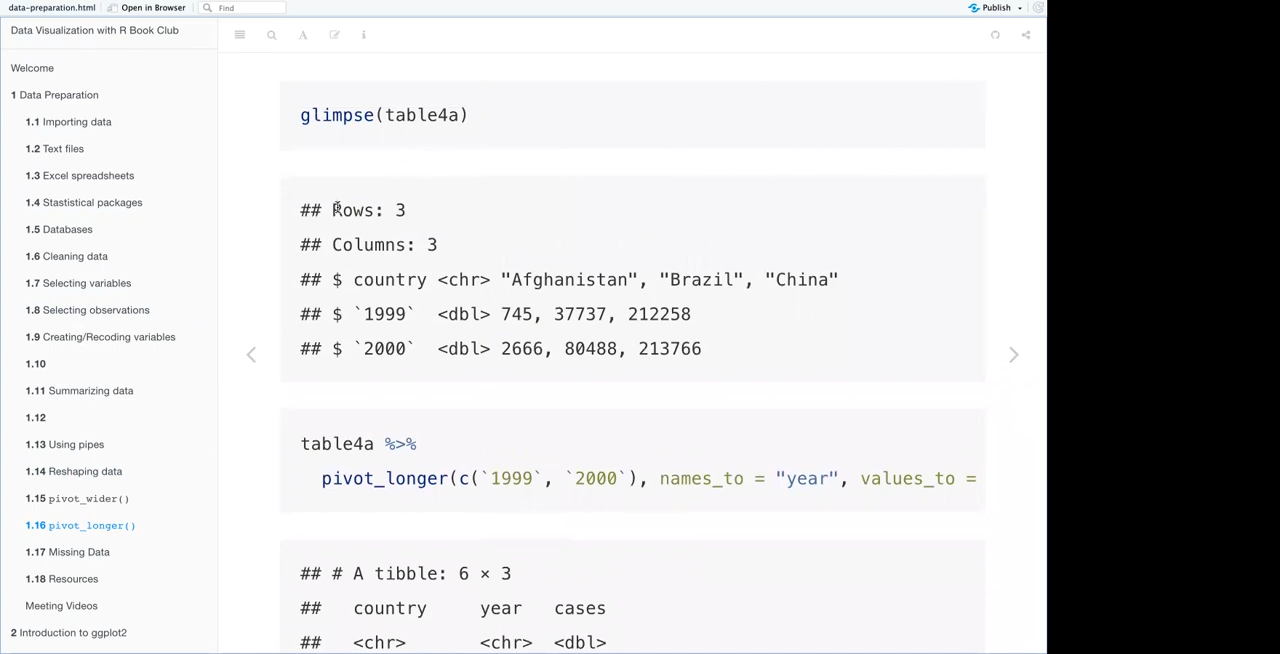 data-preparation.html Open in Browser Find Publish
Data Visualization with R Book Club
Welcome
1 Data Preparation
1.1 Importing data
1.2 Text files
1.3 Excel spreadsheets
1.4 Stastistical packages
1.5 Databases
1.6 Cleaning data
1.7 Selecting variables
1.8 Selecting observations
1.9 Creating/Recoding variables
1.10
1.11 Summarizing data
1.12
1.13 Using pipes
1.14 Reshaping data
1.15 pivot_wider()
1.16 pivot_longer()
1.17 Missing Data
1.18 Resources
Meeting Videos
2 Introduction to ggplot2
glimpse(table4a)
## Rows: 3
## Columns: 3
## $ country <chr> "Afghanistan", "Brazil", "China"
## $ `1999`  <dbl> 745, 37737, 212258
## $ `2000`  <dbl> 2666, 80488, 213766
table4a %>%
  pivot_longer(c(`1999`, `2000`), names_to = "year", values_to =
## # A tibble: 6 × 3
##   country     year   cases
##   <chr>       <chr>  <dbl>